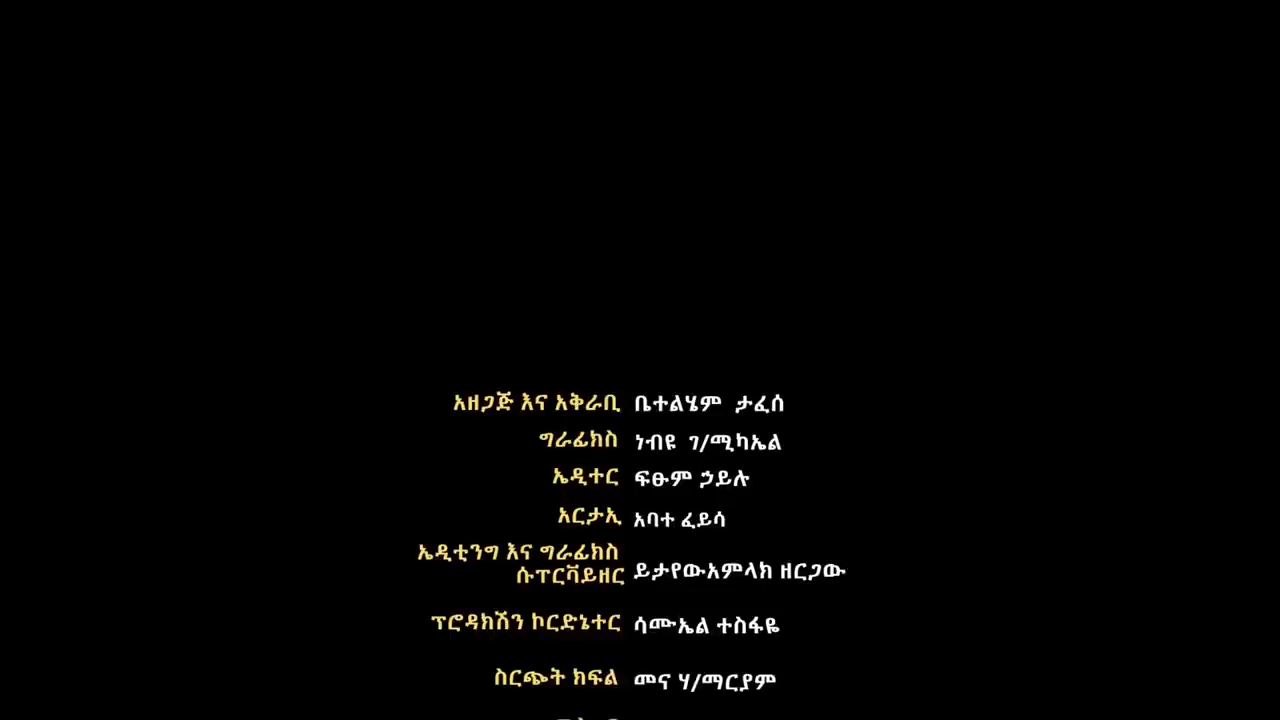 አዘጋጅ እና አቅራቢ ቤተልሄም ታፈሰ
ግራፊክስ ነብዩ ገ/ሚካኤል
ኤዲተር ፍፁም ኃይሉ
አርታኢ አባተ ፈይሳ
ኤዲቲንግ እና ግራፊክስ
ሱፐርቫይዘር ይታየውአምላክ ዘርጋው
ፕሮዳክሽን ኮርድኔተር ሳሙኤል ተስፋዬ
ስርጭት ክፍል መና ሃ/ማርያም